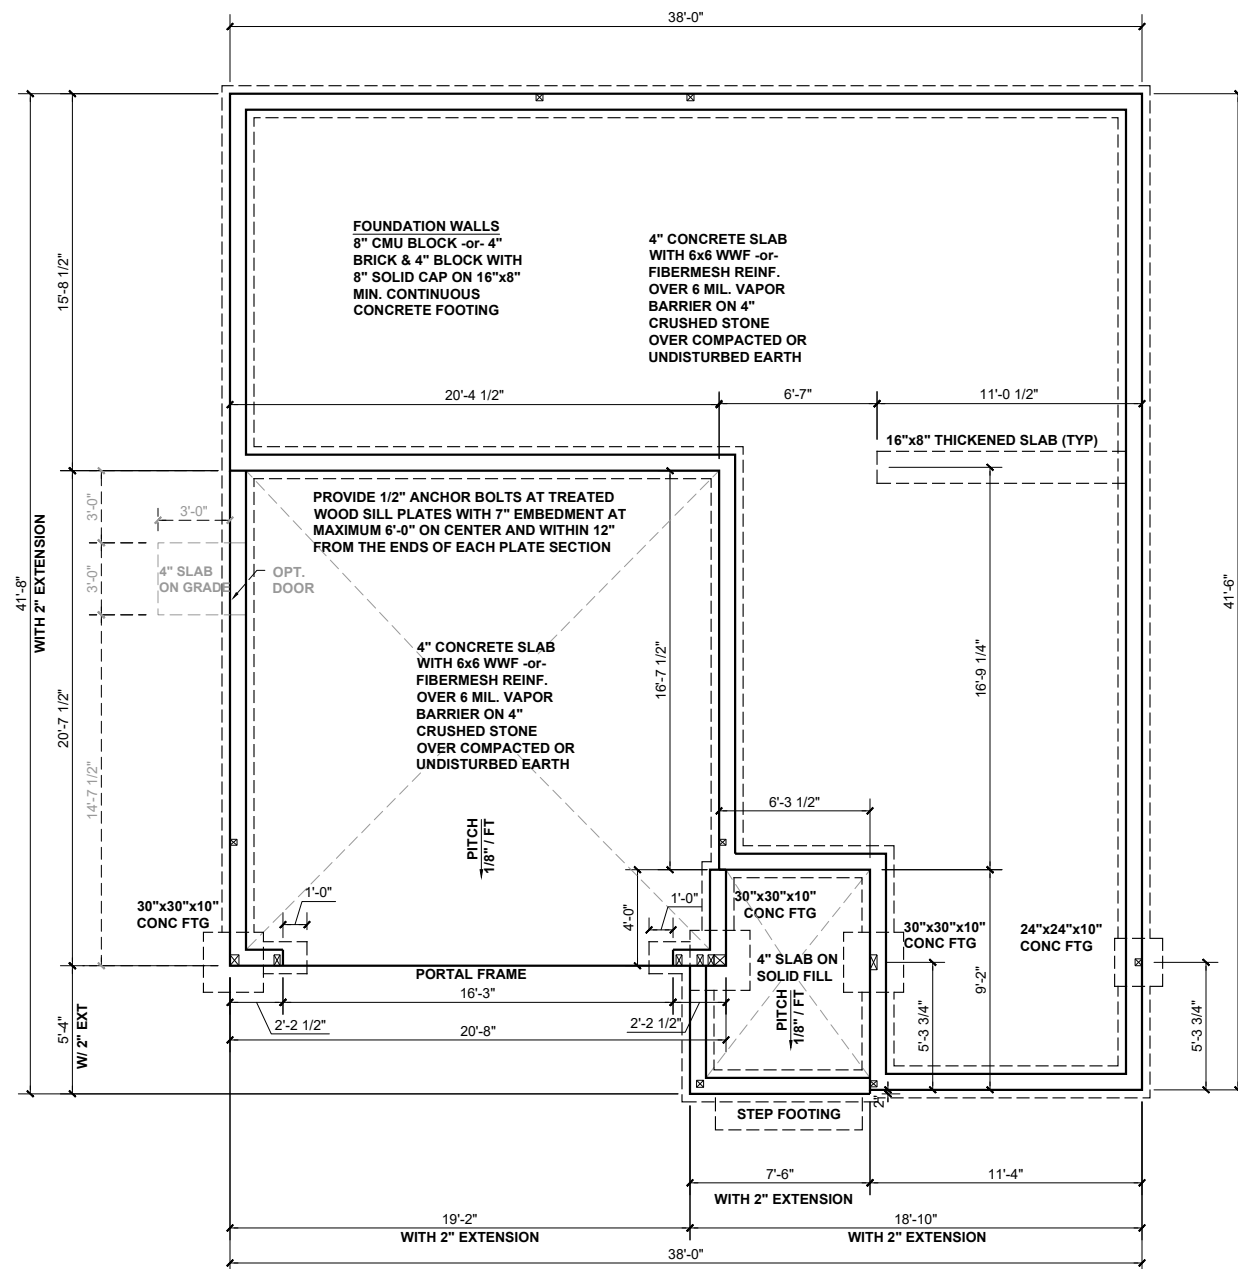 38'-0"
FOUNDATION WALLS
8" CMU BLOCK -or- 4"
BRICK & 4" BLOCK WITH
8" SOLID CAP ON 16"x8"
MIN. CONTINUOUS
CONCRETE FOOTING
4" CONCRETE SLAB
WITH 6x6 WWF -or-
FIBERMESH REINF.
OVER 6 MIL. VAPOR
BARRIER ON 4"
CRUSHED STONE
OVER COMPACTED OR
UNDISTURBED EARTH
15'-8 1/2"
20'-4 1/2"
6'-7"
11'-0 1/2"
16"x8" THICKENED SLAB (TYP)
PROVIDE 1/2" ANCHOR BOLTS AT TREATED
WOOD SILL PLATES WITH 7" EMBEDMENT AT
MAXIMUM 6'-0" ON CENTER AND WITHIN 12"
FROM THE ENDS OF EACH PLATE SECTION
3'-0"
3'-0"
3'-0"
4" SLAB
ON GRADE
OPT.
DOOR
41'-8"
WITH 2" EXTENSION
41'-6"
20'-7 1/2"
14'-7 1/2"
4" CONCRETE SLAB
WITH 6x6 WWF -or-
FIBERMESH REINF.
OVER 6 MIL. VAPOR
BARRIER ON 4"
CRUSHED STONE
OVER COMPACTED OR
UNDISTURBED EARTH
16'-7 1/2"
16'-9 1/4"
6'-3 1/2"
PITCH
1/8" / FT
30"x30"x10"
CONC FTG
1'-0"
1'-0"
4'-0"
30"x30"x10"
CONC FTG
30"x30"x10"
CONC FTG
24"x24"x10"
CONC FTG
4" SLAB ON
SOLID FILL
PITCH
1/8" / FT
PORTAL FRAME
16'-3"
2'-2 1/2"
2'-2 1/2"
20'-8"
5'-4"
W/ 2" EXT
9'-2"
5'-3 3/4"
5'-3 3/4"
2"
STEP FOOTING
7'-6"
WITH 2" EXTENSION
11'-4"
19'-2"
WITH 2" EXTENSION
18'-10"
WITH 2" EXTENSION
38'-0"